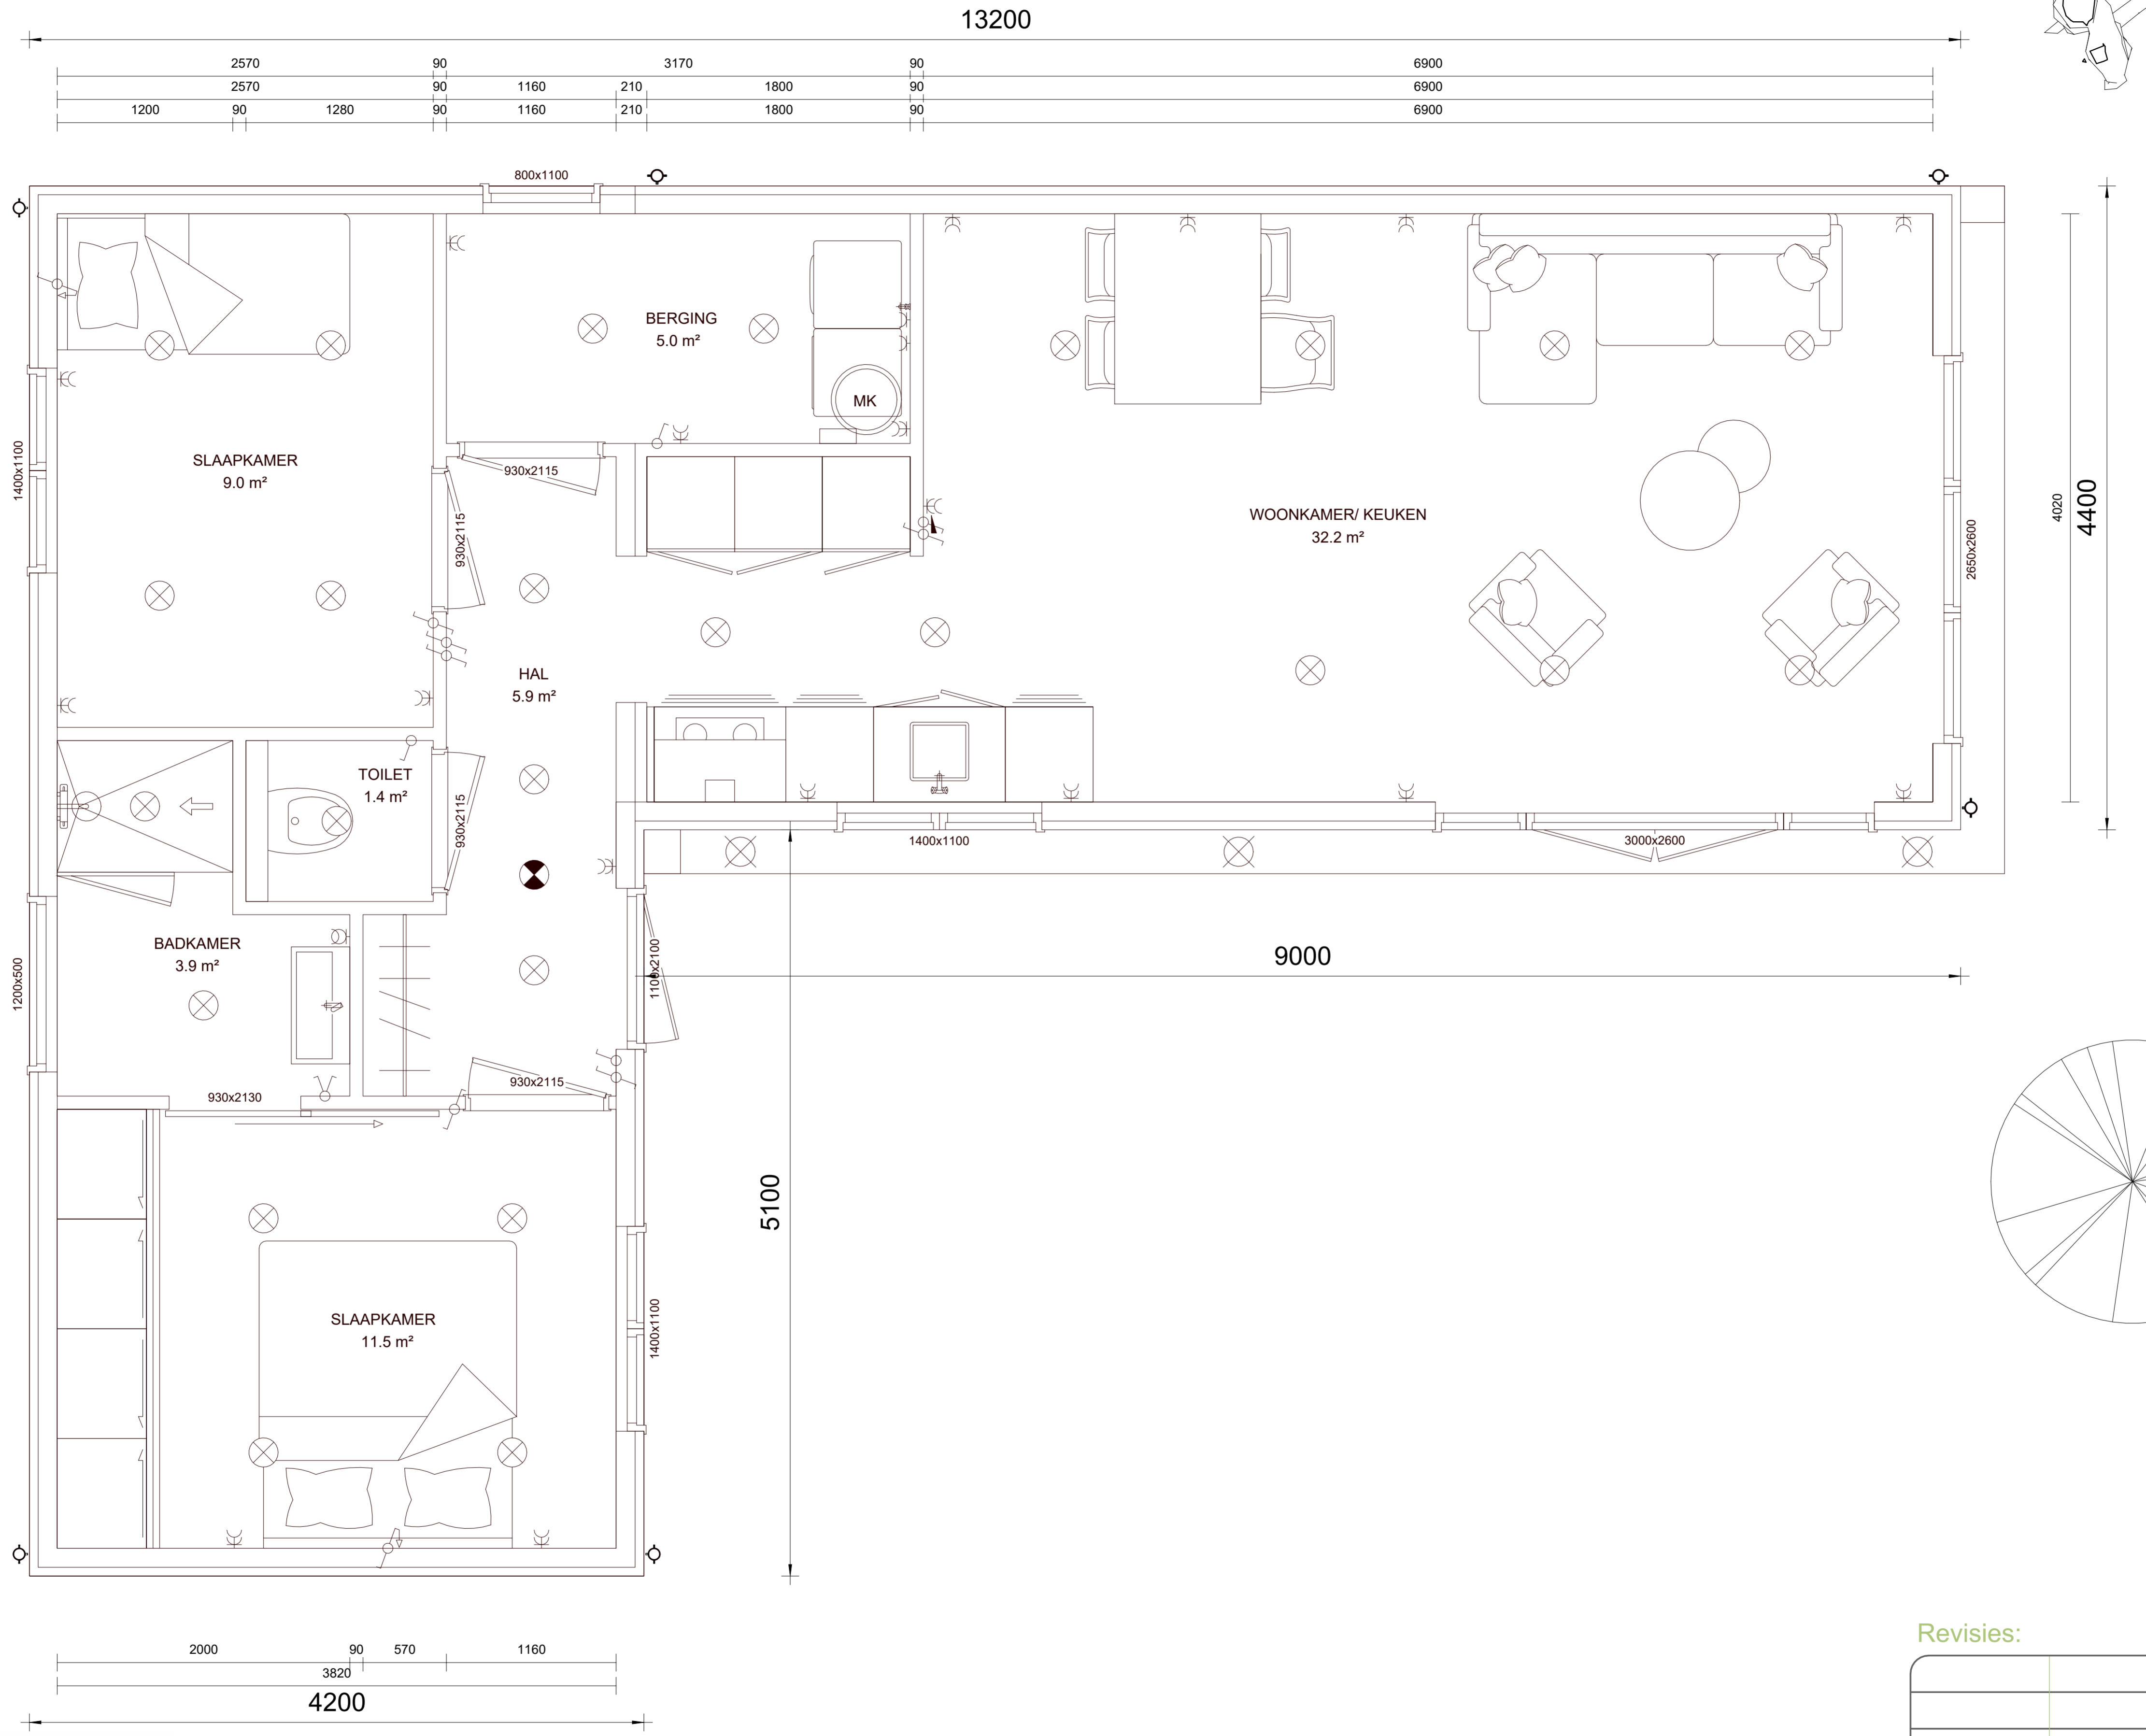 13200
2570 90 3170 90 6900
2570 90 1160 210 1800 90 6900
1200 90 1280 90 1160 210 1800 90 6900
800x1100
BERGING
5.0 m²
MK
SLAAPKAMER
9.0 m²
1400x1100
930x2115
930x2115
WOONKAMER/ KEUKEN
32.2 m²
2650x2600
4020
4400
HAL
5.9 m²
TOILET
1.4 m²
930x2115
1400x1100
3000x2600
BADKAMER
3.9 m²
1200x500
1100x2100
9000
930x2130
930x2115
5100
SLAAPKAMER
11.5 m²
1400x1100
Revisies:
2000 90 570 1160
3820
4200